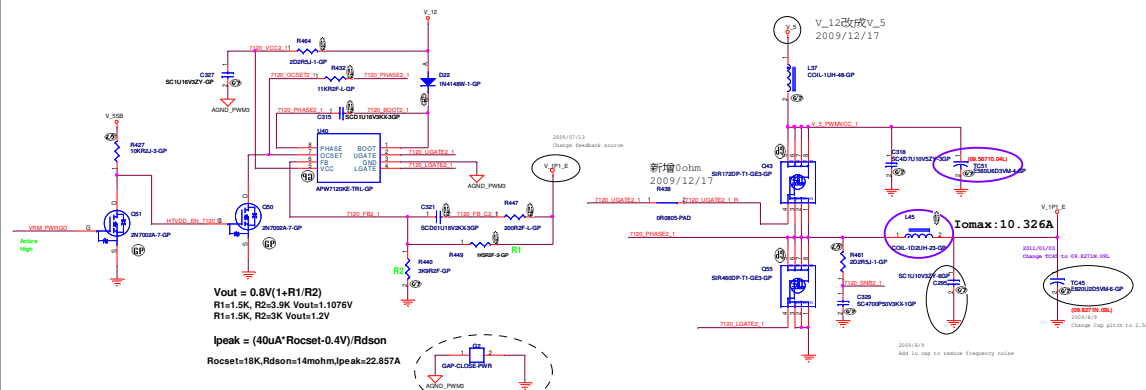 V_12
V_5
V_12改成V_5
2009/12/17
R464
7120_VCC2_1
2D2R5J-1-GP
C327
SC1U16V3ZY-GP
AGND_PWM3
R432
7120_OCSET2_1
7120_PHASE2_1
11KR2F-L-GP
D22
1N4148W-1-GP
7120_PHASE2_1
7120_BOOT2_1
C315
SCD1U16V3KX-3GP
L37
COIL-1UH-48-GP
V_5SB
R427
10KR2J-3-GP
U40
PHASE
OCSET
FB
VCC
BOOT
UGATE
GND
LGATE
7120_UGATE2_1
7120_LGATE2_1
APW7120KE-TRL-GP
AGND_PWM3
2009/07/13
Change feedback source
V_1P1_E
V_5_PWMVCC_1
Q43
SIR172DP-T1-GE3-GP
C318
SC4D7U10V5ZY-3GP
(09.56710.04L)
TC51
E560U6D3VM-4-GP
新增0ohm
2009/12/17
R438
7120_UGATE2_1
7120_UGATE2_1_R
0R0805-PAD
Q51
2N7002A-7-GP
VRM_PWRGD
Active
High
HTVDD_EN_7120
Q50
2N7002A-7-GP
7120_FB2_1
C321
7120_FB_C2_1
SCD01U16V2KX-3GP
R447
200R2F-L-GP
R449
1K5R2F-2-GP
R1
R2
R440
3K9R2F-GP
7120_PHASE2_1
L45
COIL-1D2UH-23-GP
Iomax:10.326A
V_1P1_E
2011/01/03
Change TC45 to 09.8271N.09L
R461
2D2R5J-1-GP
7120_SNB2_1
C329
SC4700P50V3KX-1GP
SC1U10V3ZY-6GP
C295
TC45
E820U2D5VM-6-GP
(09.8271N.09L)
2009/8/9
Q55
SIR460DP-T1-GE3-GP
7120_LGATE2_1
2009/8/9
Add 1u cap to reduce frequency noise
Vout = 0.8V(1+R1/R2)
R1=1.5K, R2=3.9K Vout=1.1076V
R1=1.5K, R2=3K Vout=1.2V
Ipeak = (40uA*Rocset-0.4V)/Rdson
Rocset=18K,Rdson=14mohm,Ipeak=22.857A
G2
GAP-CLOSE-PWR
AGND_PWM3